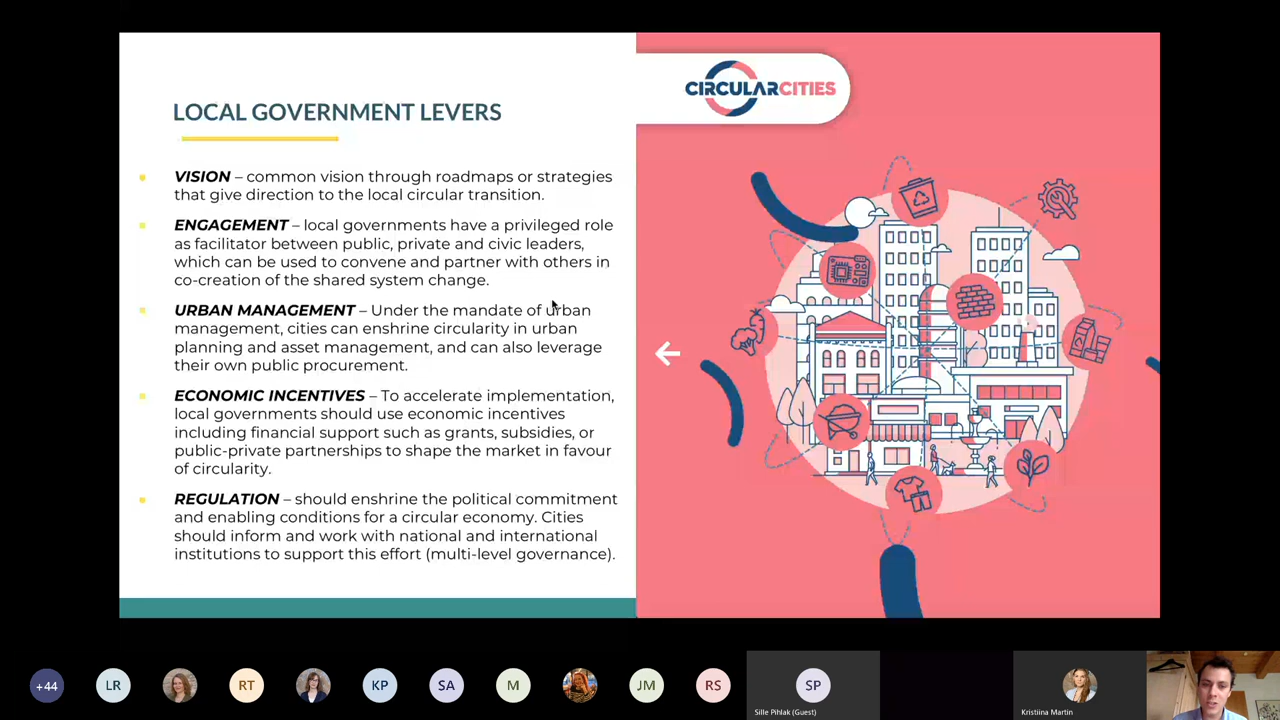 CIRCULARCITIES
LOCAL GOVERNMENT LEVERS
VISION – common vision through roadmaps or strategies
that give direction to the local circular transition.
ENGAGEMENT – local governments have a privileged role
as facilitator between public, private and civic leaders,
which can be used to convene and partner with others in
co-creation of the shared system change.
URBAN MANAGEMENT – Under the mandate of urban
management, cities can enshrine circularity in urban
planning and asset management, and can also leverage
their own public procurement.
ECONOMIC INCENTIVES – To accelerate implementation,
local governments should use economic incentives
including financial support such as grants, subsidies, or
public-private partnerships to shape the market in favour
of circularity.
REGULATION – should enshrine the political commitment
and enabling conditions for a circular economy. Cities
should inform and work with national and international
institutions to support this effort (multi-level governance).
+44
LR
RT
KP
SA
M
JM
RS
SP
Sille Pihlak (Guest)
Kristiina Martin